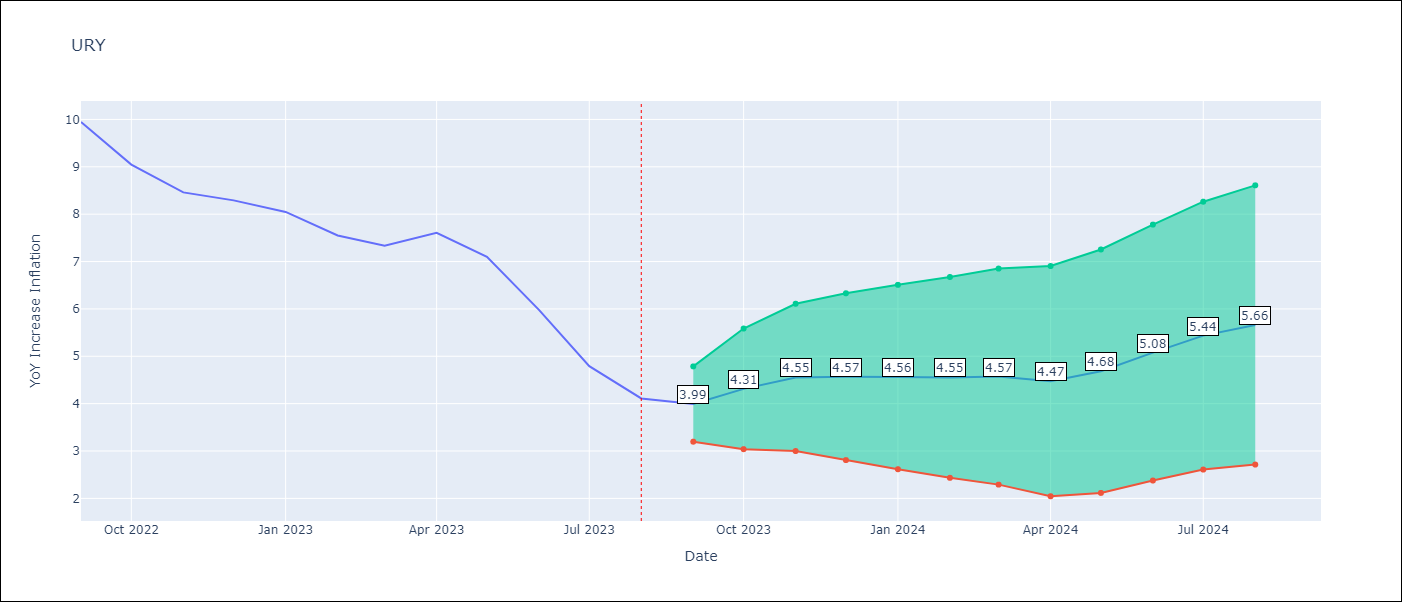 URY
YoY Increase Inflation
10
9
8
7
6
5
4
3
2
3.99
4.31
4.55
4.57
4.56
4.55
4.57
4.47
4.68
5.08
5.44
5.66
Oct 2022
Jan 2023
Apr 2023
Jul 2023
Oct 2023
Jan 2024
Apr 2024
Jul 2024
Date